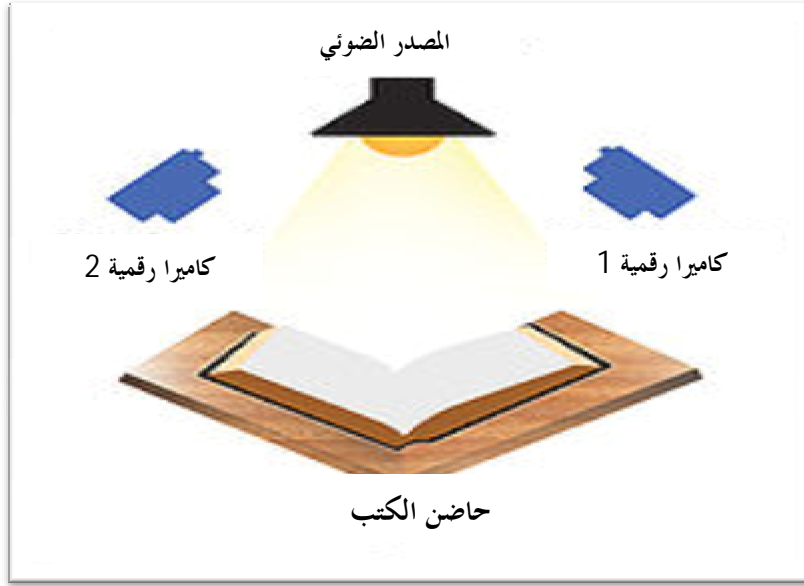 المصدر الضوئي
كاميرا رقمية 1
كاميرا رقمية 2
حاضن الكتب